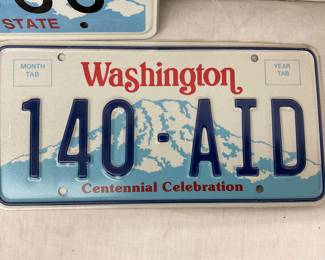 STATE
Washington
MONTH TAB YEAR TAB
140-AID
Centennial Celebration